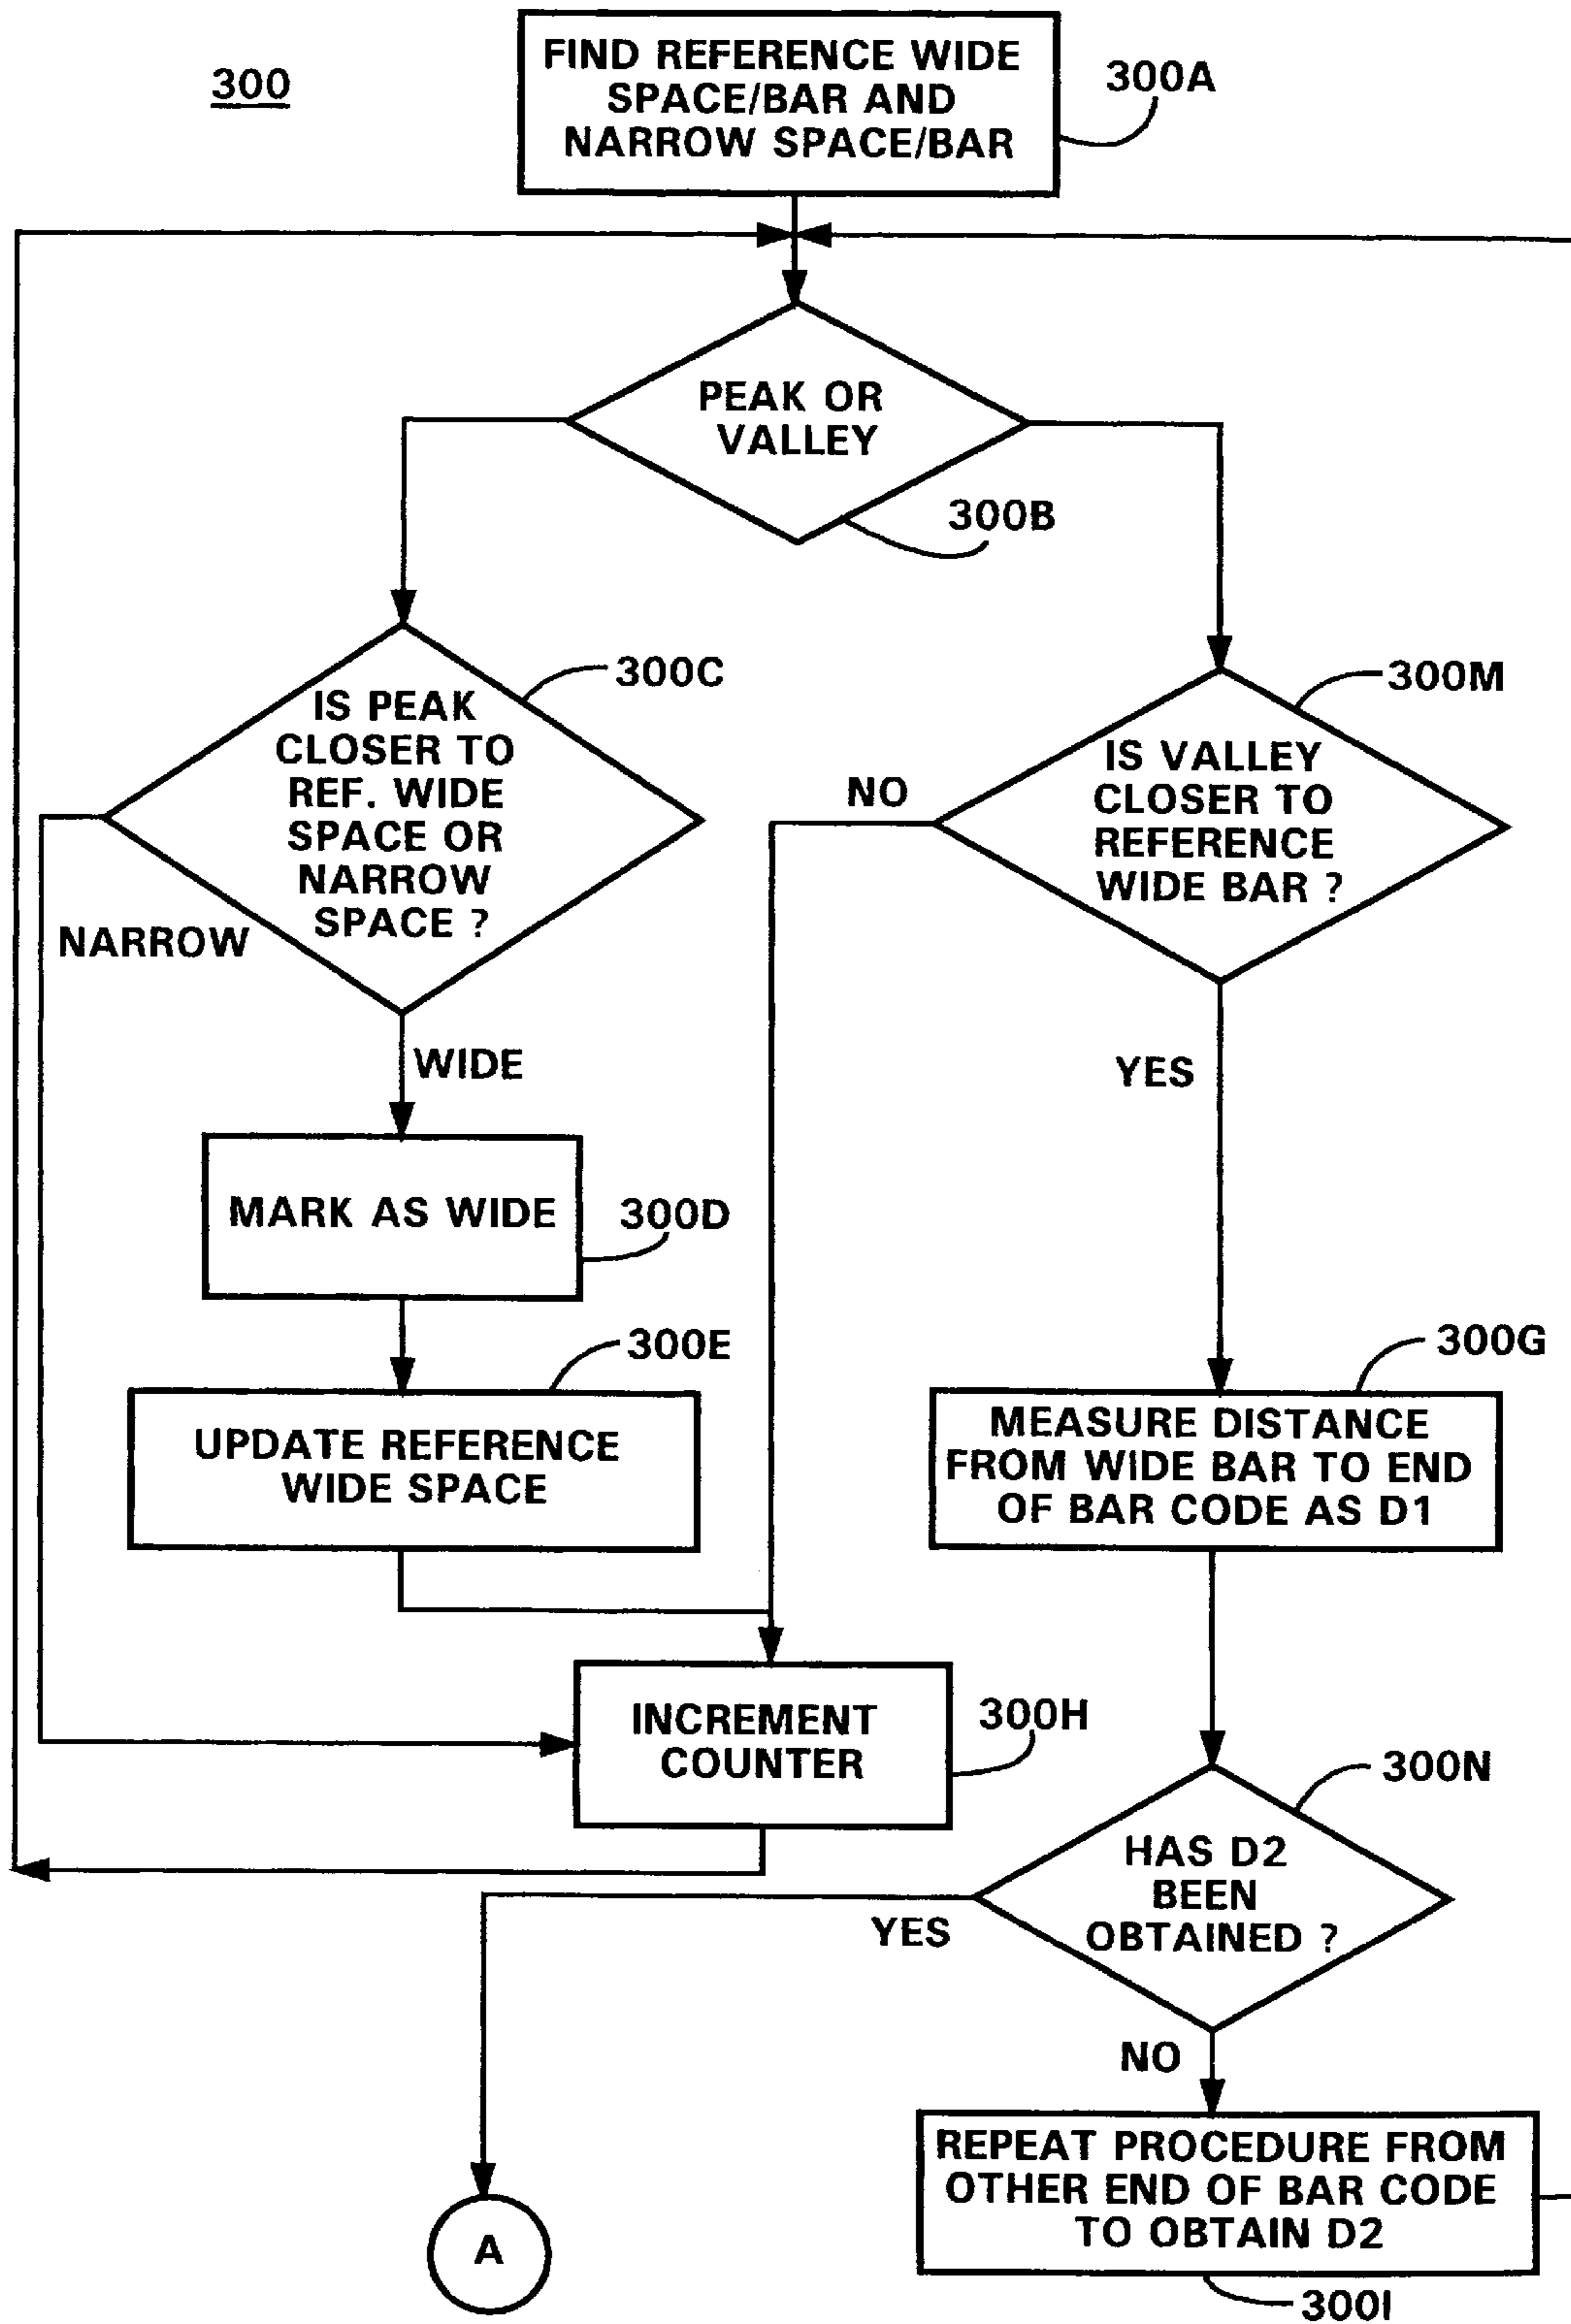 300
FIND REFERENCE WIDE
SPACE/BAR AND
NARROW SPACE/BAR
300A
PEAK OR
VALLEY
300B
IS PEAK
CLOSER TO
REF. WIDE
SPACE OR
NARROW
SPACE ?
300C
NARROW
WIDE
IS VALLEY
CLOSER TO
REFERENCE
WIDE BAR ?
300M
NO
YES
MARK AS WIDE
300D
UPDATE REFERENCE
WIDE SPACE
300E
MEASURE DISTANCE
FROM WIDE BAR TO END
OF BAR CODE AS D1
300G
INCREMENT
COUNTER
300H
HAS D2
BEEN
OBTAINED ?
300N
YES
NO
REPEAT PROCEDURE FROM
OTHER END OF BAR CODE
TO OBTAIN D2
300I
A